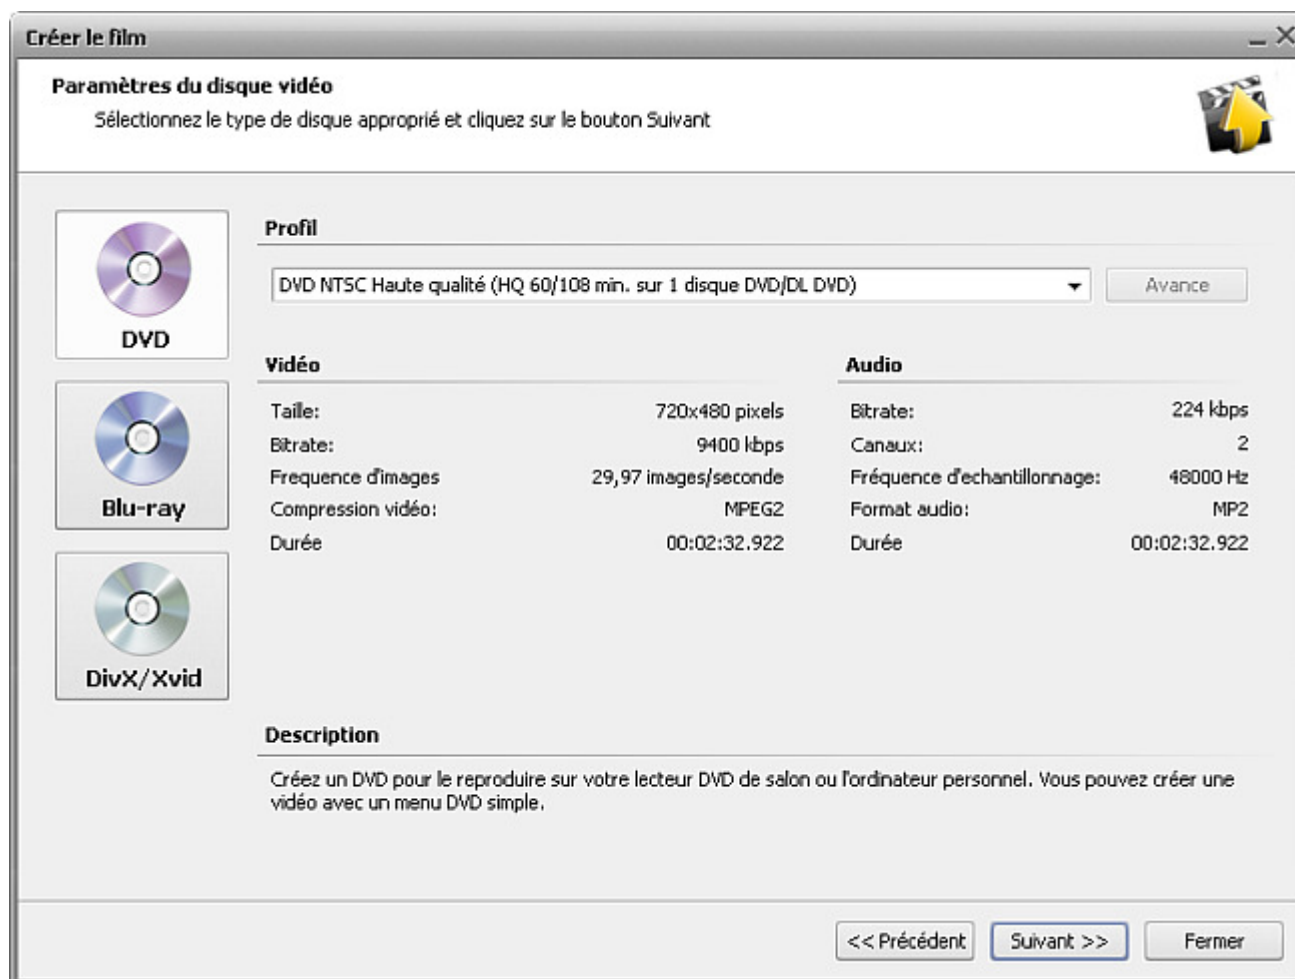 Créer le film
Paramètres du disque vidéo
Sélectionnez le type de disque approprié et cliquez sur le bouton Suivant
DVD
Blu-ray
DivX/Xvid
Profil
DVD NTSC Haute qualité (HQ 60/108 min. sur 1 disque DVD/DL DVD)
Avance
Vidéo
Taille: 720x480 pixels
Bitrate: 9400 kbps
Frequence d'images 29,97 images/seconde
Compression vidéo: MPEG2
Durée 00:02:32.922
Audio
Bitrate: 224 kbps
Canaux: 2
Fréquence d'echantillonnage: 48000 Hz
Format audio: MP2
Durée 00:02:32.922
Description
Créez un DVD pour le reproduire sur votre lecteur DVD de salon ou l'ordinateur personnel. Vous pouvez créer une
vidéo avec un menu DVD simple.
<< Précédent
Suivant >>
Fermer